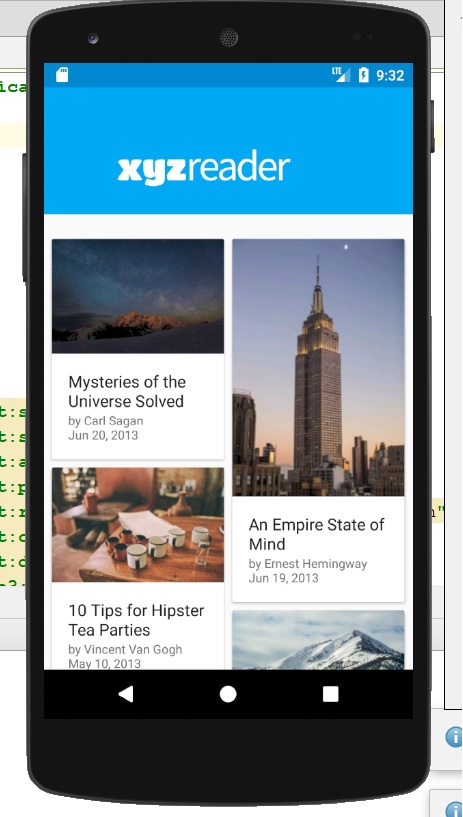 LTE 9:32
xyzreader
Mysteries of the
Universe Solved
by Carl Sagan
Jun 20, 2013
An Empire State of
Mind
by Ernest Hemingway
Jun 19, 2013
10 Tips for Hipster
Tea Parties
by Vincent Van Gogh
May 10, 2013
ica
t:s
t:s
t:a
t:p
t:r
t:c
t:c